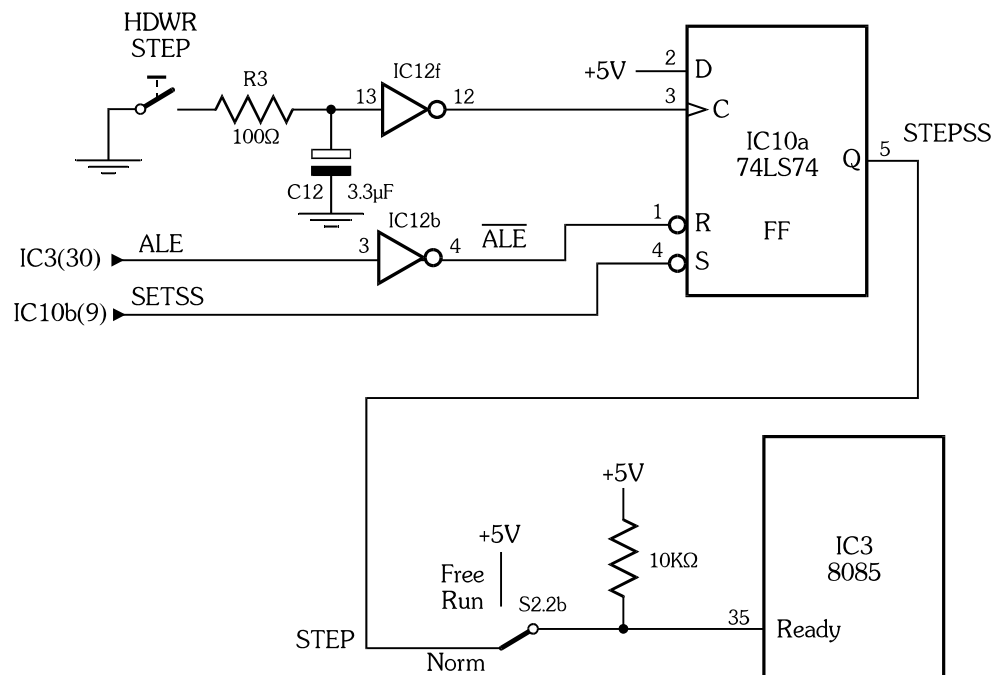 HDWR
STEP
R3
100Ω
C12
3.3µF
13
IC12f
12
+5V
2
D
3
C
IC10a
74LS74
FF
Q
5
STEPSS
1
R
4
S
IC3(30)
ALE
3
IC12b
4
ALE
IC10b(9)
SETSS
+5V
+5V
10KΩ
Free
Run
S2.2b
STEP
Norm
35
Ready
IC3
8085